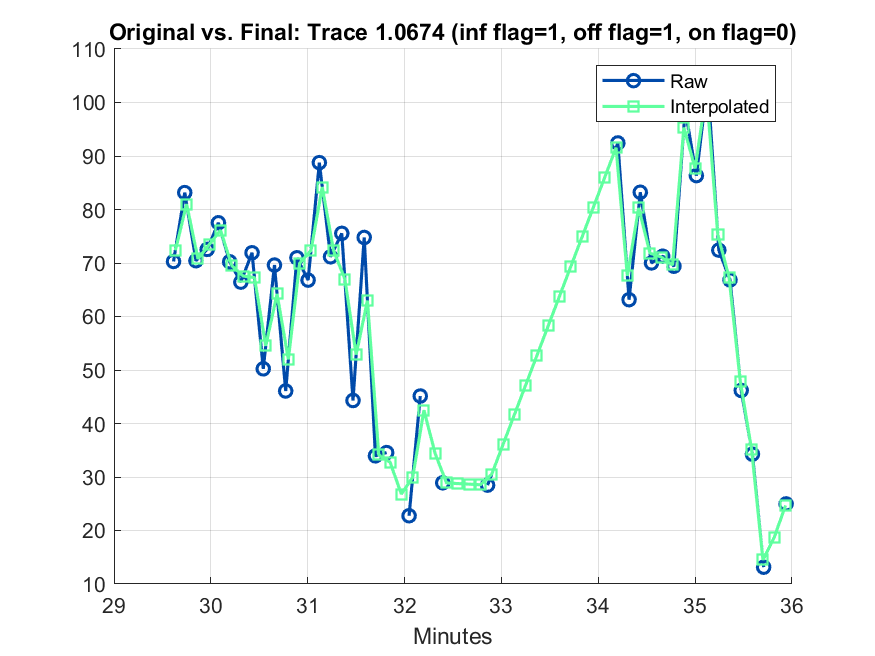 Original vs. Final: Trace 1.0674 (inf flag=1, off flag=1, on flag=0)
110
100
90
80
70
60
50
40
30
20
10
Raw
Interpolated
29 30 31 32 33 34 35 36
Minutes